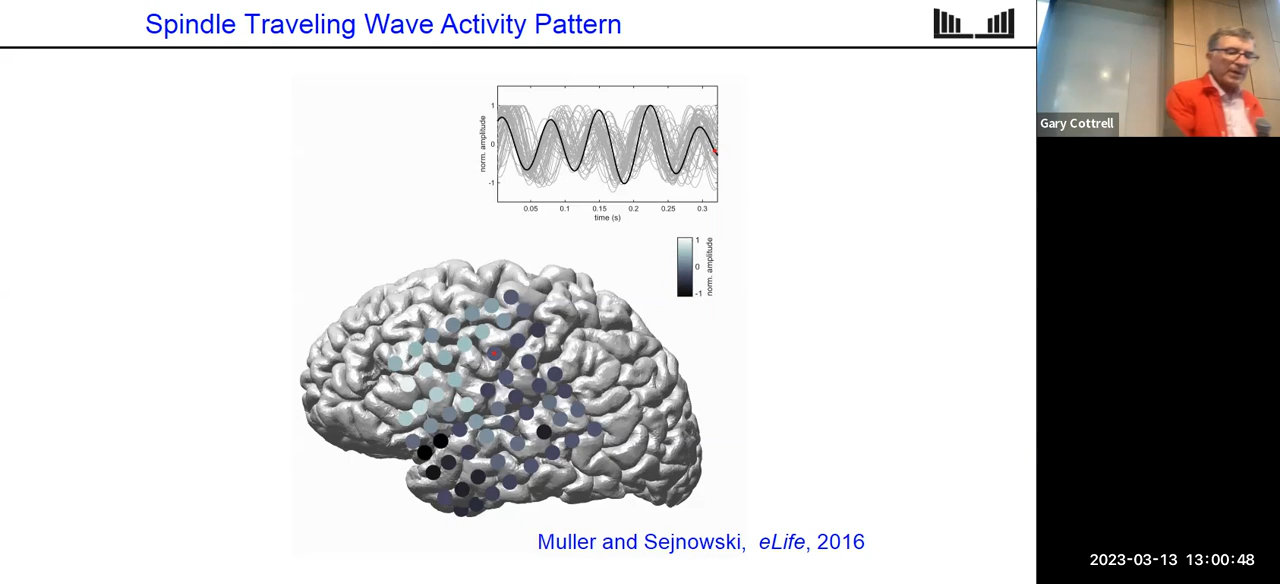 Spindle Traveling Wave Activity Pattern
Gary Cottrell
norm. amplitude
1
0
-1
0.05 0.1 0.15 0.2 0.25 0.3
time (s)
1
0
-1
norm. amplitude
Muller and Sejnowski, eLife, 2016
2023-03-13 13:00:48